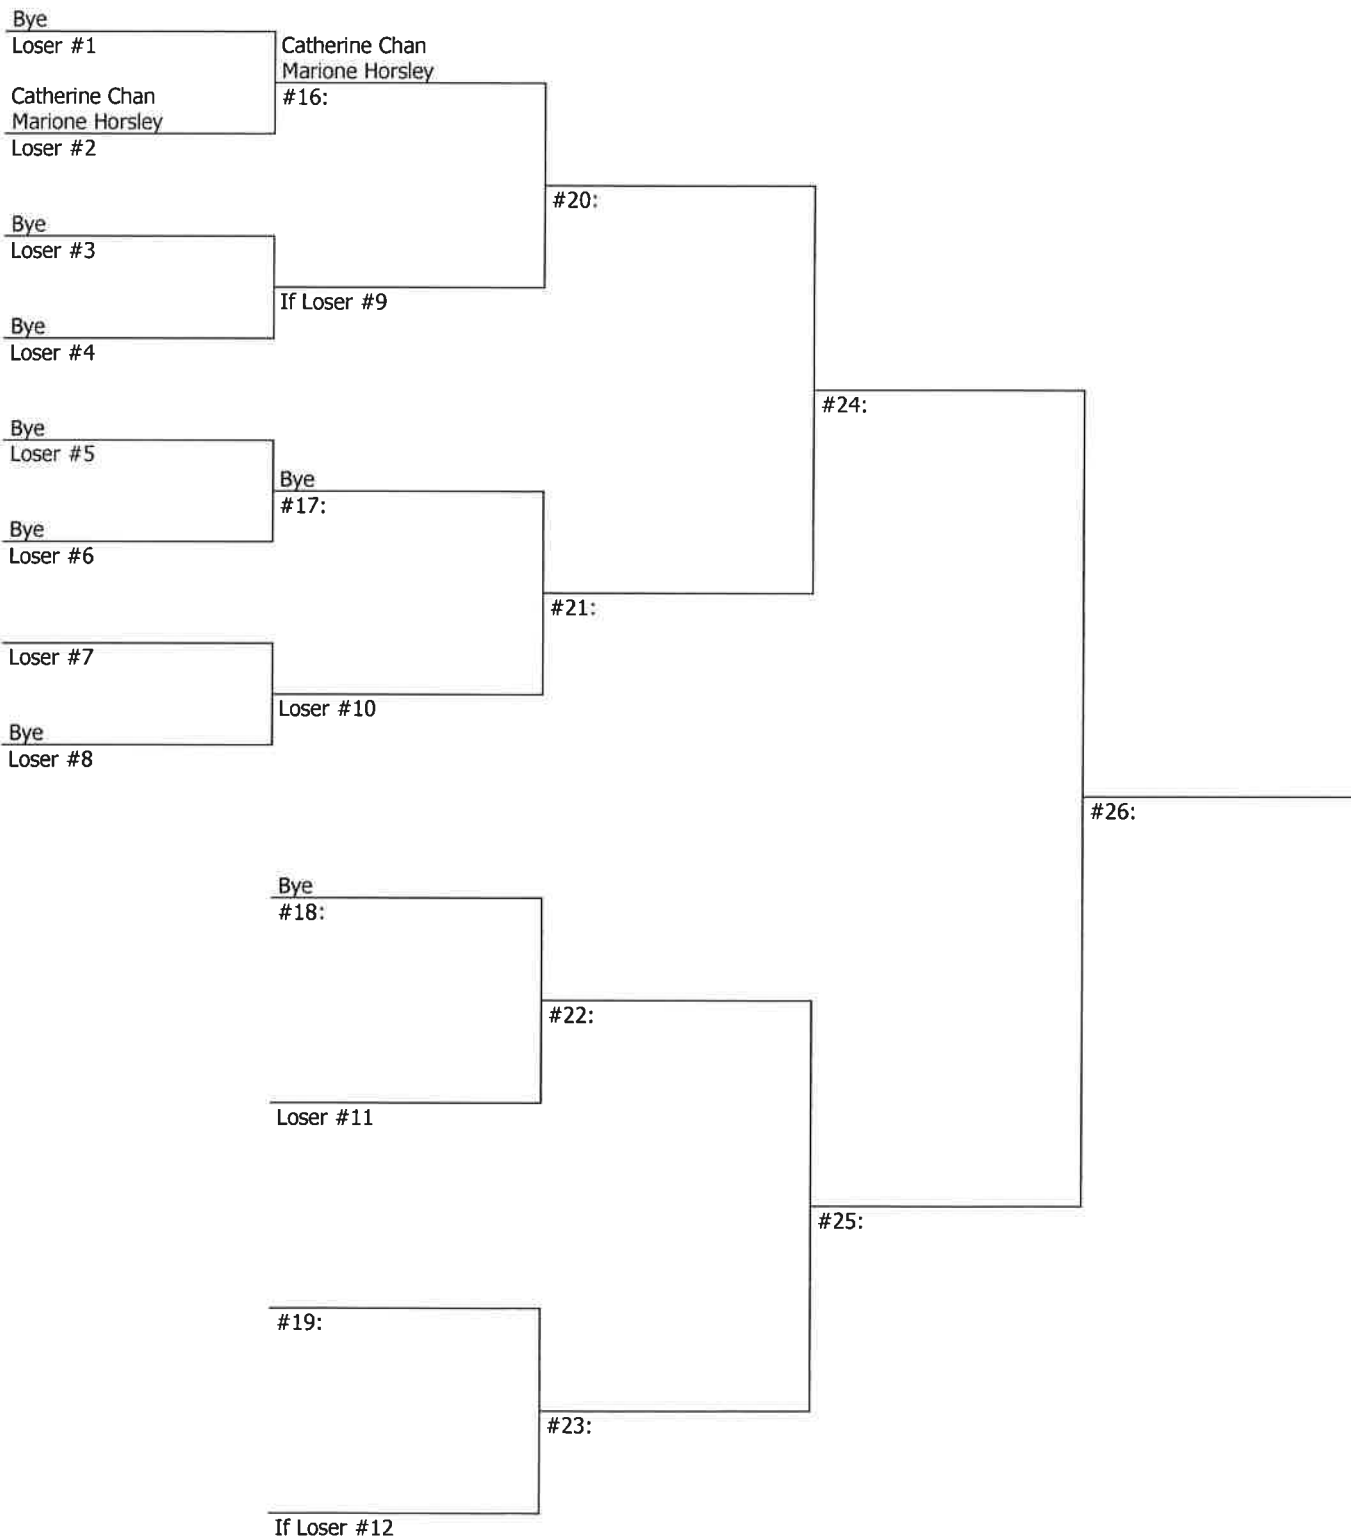 Bye
Loser #1
Catherine Chan
Marione Horsley
Loser #2
Catherine Chan
Marione Horsley
#16:
Bye
Loser #3
Bye
Loser #4
If Loser #9
#20:
Bye
Loser #5
Bye
Loser #6
Bye
#17:
Loser #7
Bye
Loser #8
Loser #10
#21:
#24:
Bye
#18:
Loser #11
#22:
#19:
If Loser #12
#23:
#25:
#26: